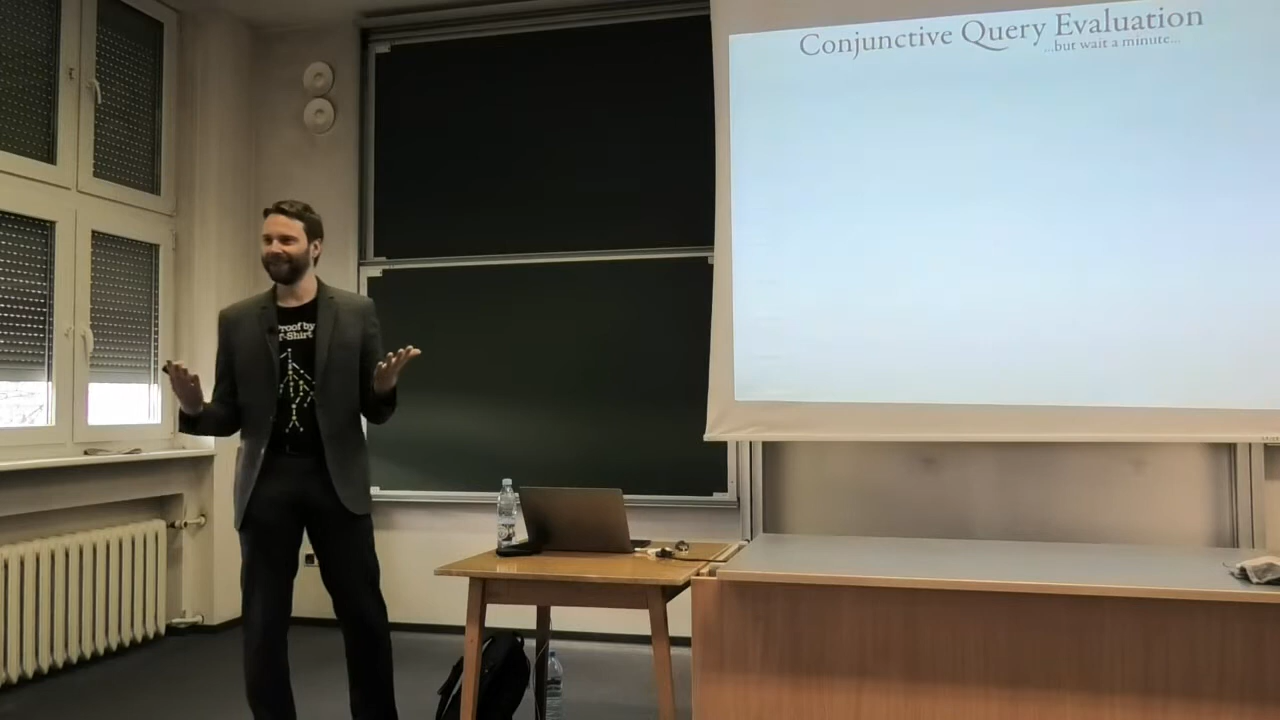 Conjunctive Query Evaluation
...but wait a minute...
Proof by
T-Shirt